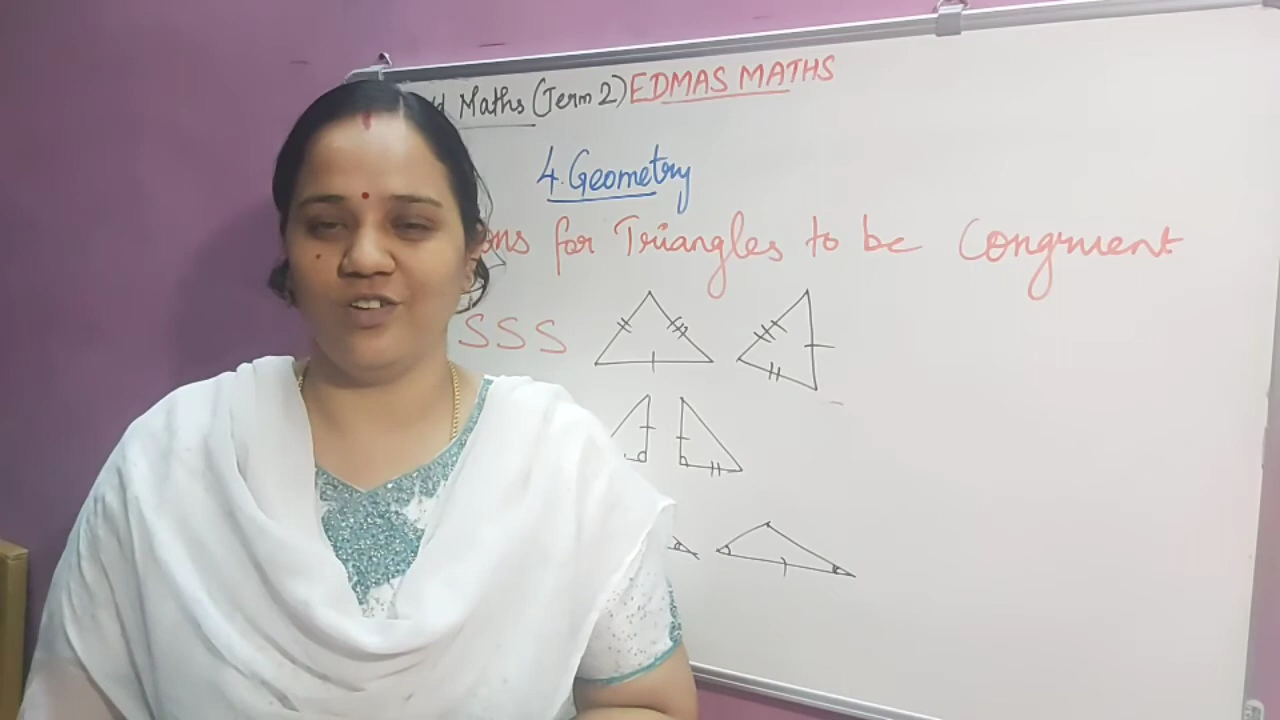 Maths (Term 2) EDMAS MATHS
4. Geometry
for Triangles to be Congruent
SSS